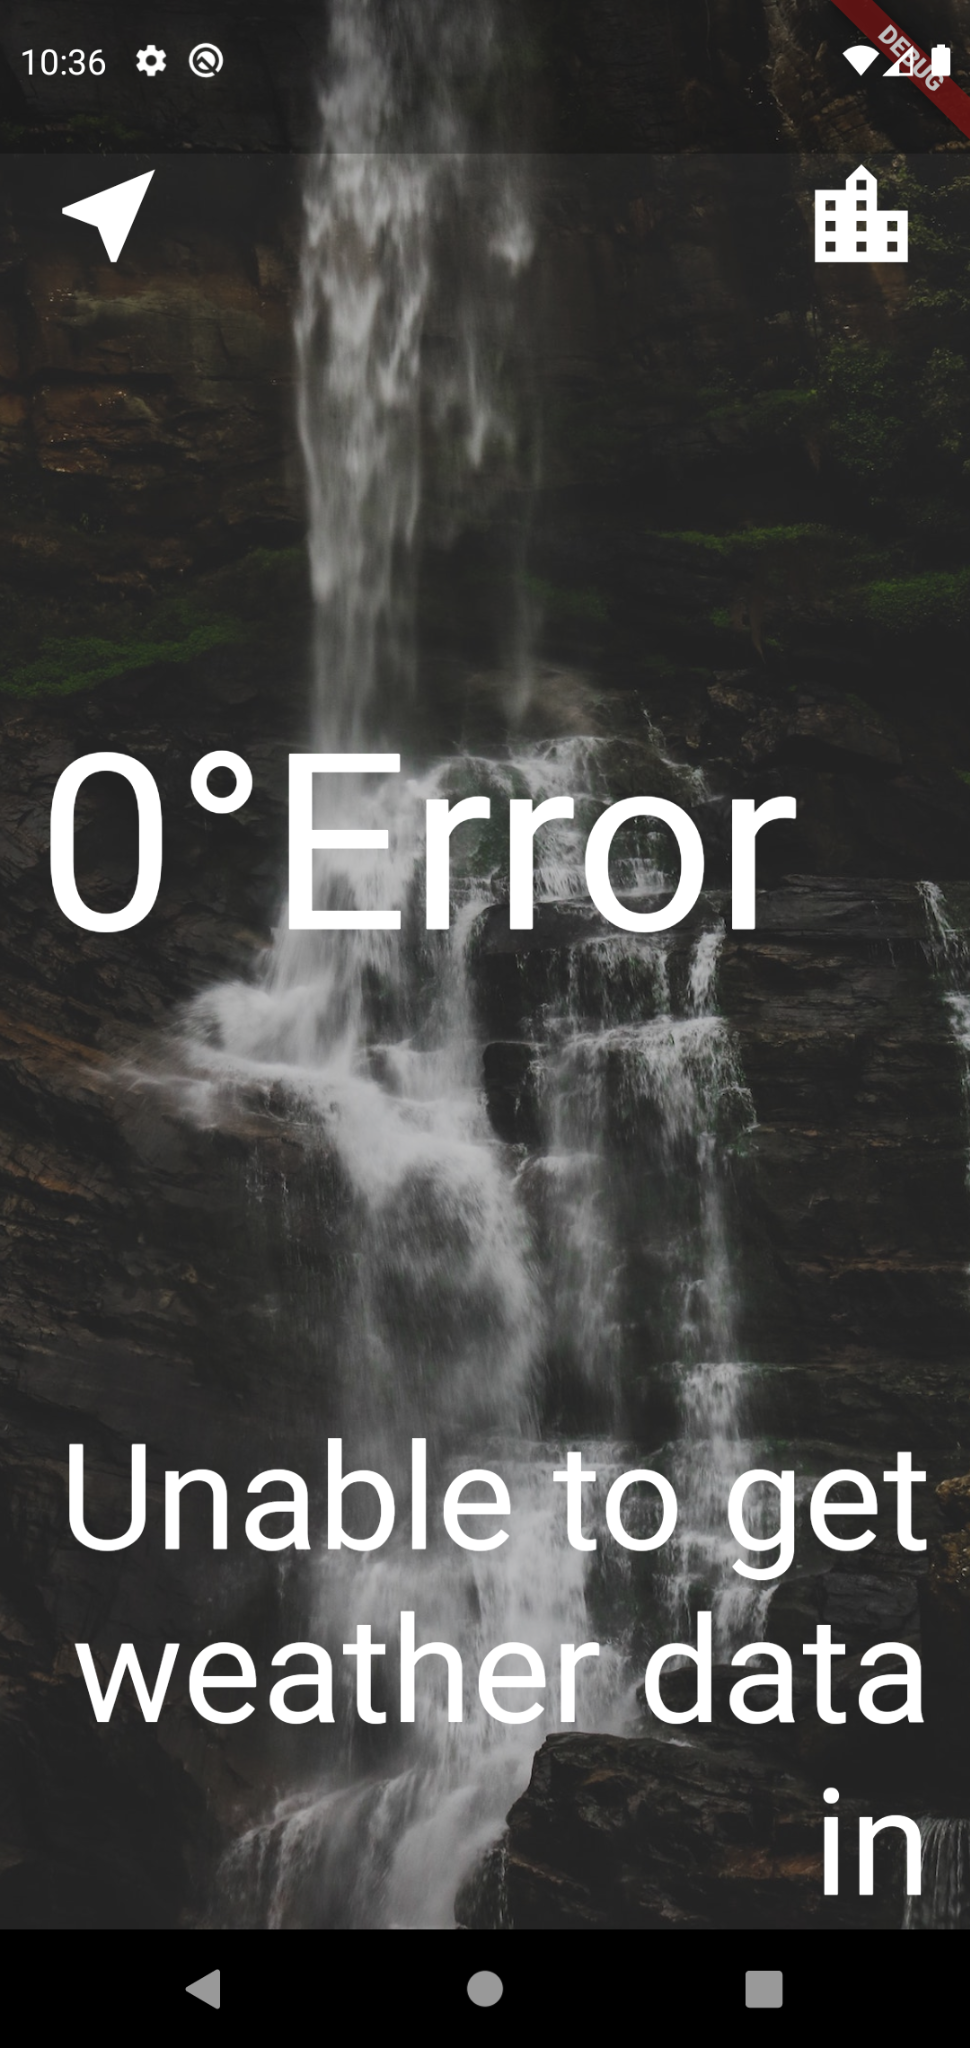 10:36
DEBUG
0°Error
Unable to get
weather data
in